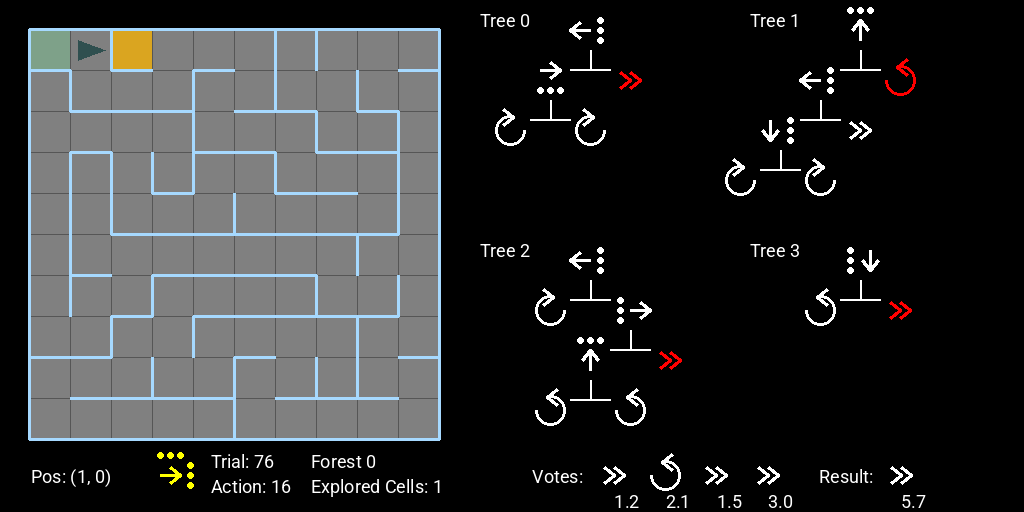 Tree 0
Tree 1
Tree 2
Tree 3
Pos: (1, 0)
Trial: 76
Forest 0
Action: 16
Explored Cells: 1
Votes:
1.2
2.1
1.5
3.0
Result:
5.7